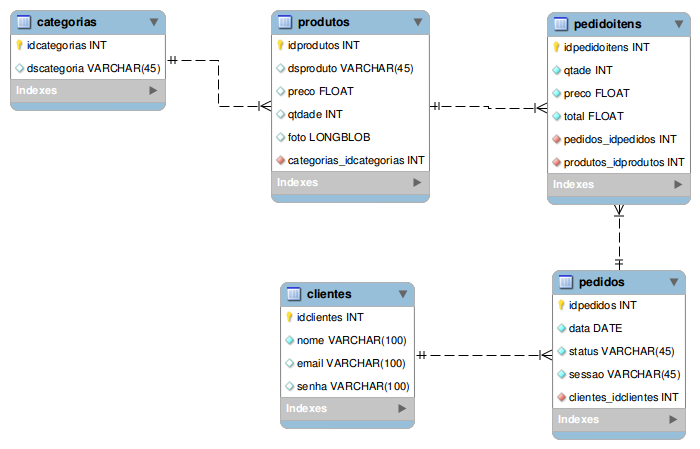 categorias
idcategorias INT
dscategoria VARCHAR(45)
Indexes
produtos
idprodutos INT
dsproduto VARCHAR(45)
preco FLOAT
qtdade INT
foto LONGBLOB
categorias_idcategorias INT
Indexes
pedidoitens
idpedidoitens INT
qtade INT
preco FLOAT
total FLOAT
pedidos_idpedidos INT
produtos_idprodutos INT
Indexes
clientes
idclientes INT
nome VARCHAR(100)
email VARCHAR(100)
senha VARCHAR(100)
Indexes
pedidos
idpedidos INT
data DATE
status VARCHAR(45)
sessao VARCHAR(45)
clientes_idclientes INT
Indexes